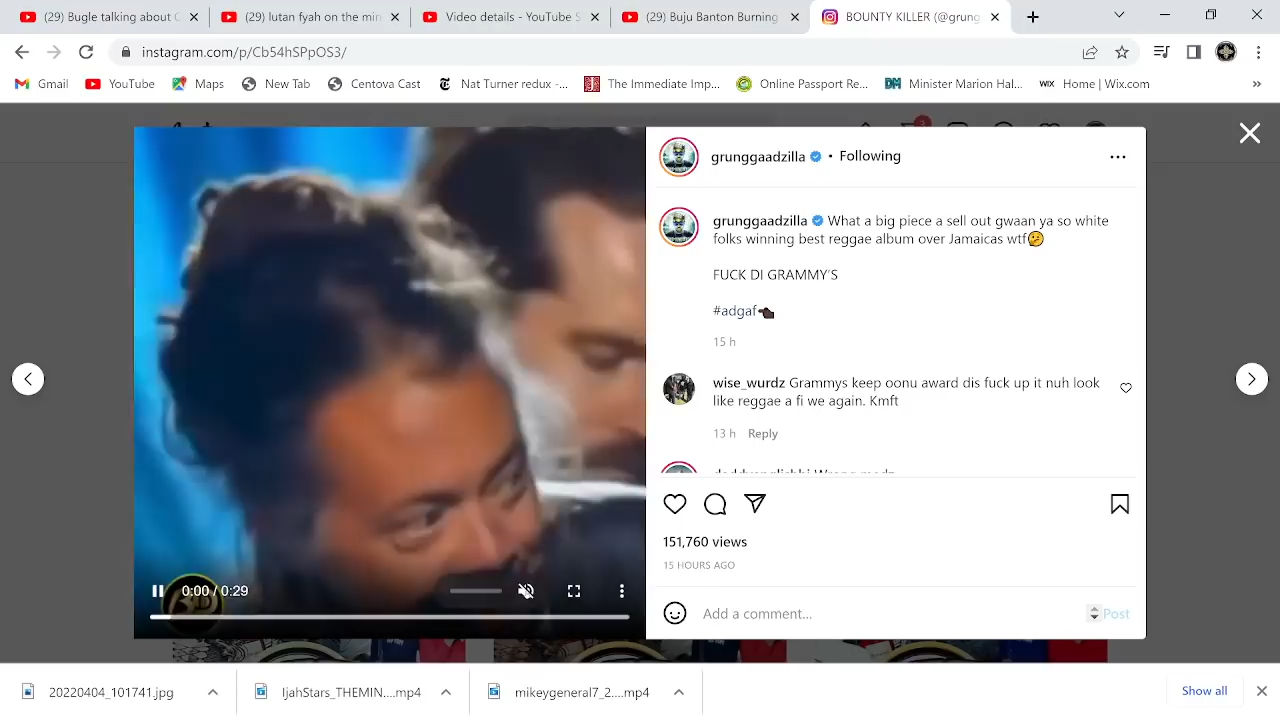 (29) Bugle talking about C
(29) lutan fyah the mir
Video details - YouTube S
(29) Buju Banton Burning
BOUNTY KILLER (@grung
instagram.com/p/Cb54hSPpOS3/
Gmail
YouTube
Maps
New Tab
Cernova Cast
Nat Turner redux -...
The Immediate Imp...
Online Passport Re...
DM Minister Marion Hal...
WIX Home | Wix.com
»
3
grunggaadzilla • Following
grunggaadzilla What a big piece a sell out gwaan ya so white
folks winning best reggae album over Jamaicas wtf🤔
FUCK DI GRAMMY'S
#adgaf
15 h
wise_wurdz Grammys keep oonu award dis fuck up it nuh look
like reggae a fi we again. Kmft
13 h Reply
151,760 views
15 HOURS AGO
0:00 / 0:29
Add a comment...
Post
20220404_101741.jpg
IjahStars_THEMIN....mp4
mikeygeneral7_2....mp4
Show all